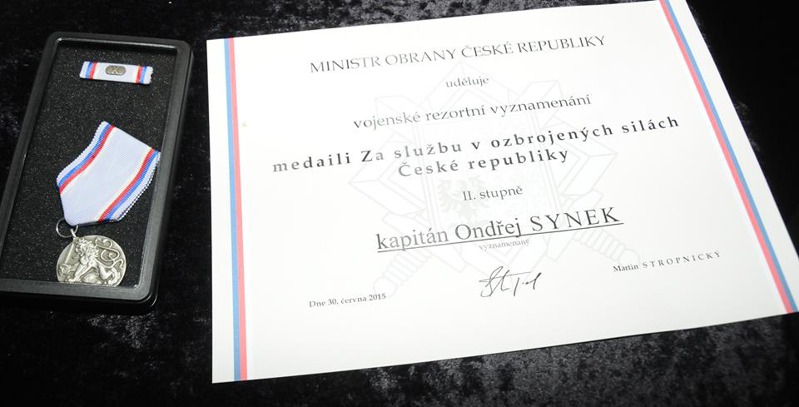 MINISTR OBRANY ČESKÉ REPUBLIKY
uděluje
vojenské rezortní vyznamenání
medaili Za službu v ozbrojených silách
České republiky
II. stupně
kapitán Ondřej SYNEK
vyznamenaný
Martin STROPNICKÝ
Dne 30. června 2015